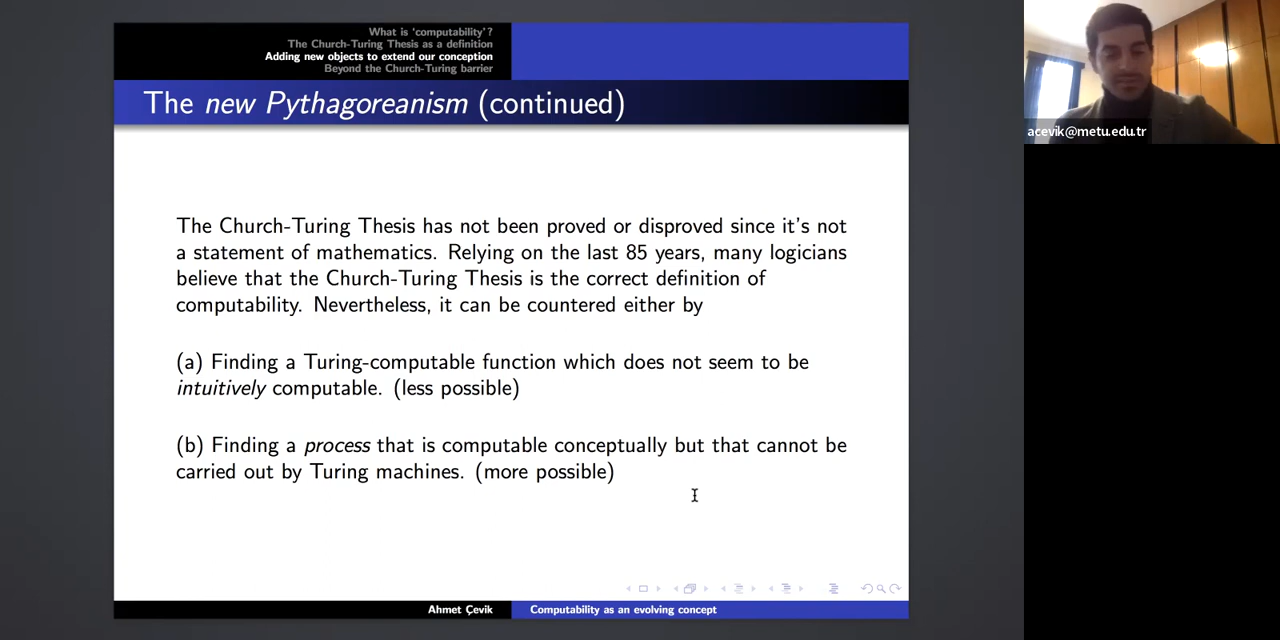 What is 'computability'?
The Church-Turing Thesis as a definition
Adding new objects to extend our conception
Beyond the Church-Turing barrier
The new Pythagoreanism (continued)
acevik@metu.edu.tr
The Church-Turing Thesis has not been proved or disproved since it's not
a statement of mathematics. Relying on the last 85 years, many logicians
believe that the Church-Turing Thesis is the correct definition of
computability. Nevertheless, it can be countered either by
(a) Finding a Turing-computable function which does not seem to be
intuitively computable. (less possible)
(b) Finding a process that is computable conceptually but that cannot be
carried out by Turing machines. (more possible)
Ahmet Çevik
Computability as an evolving concept